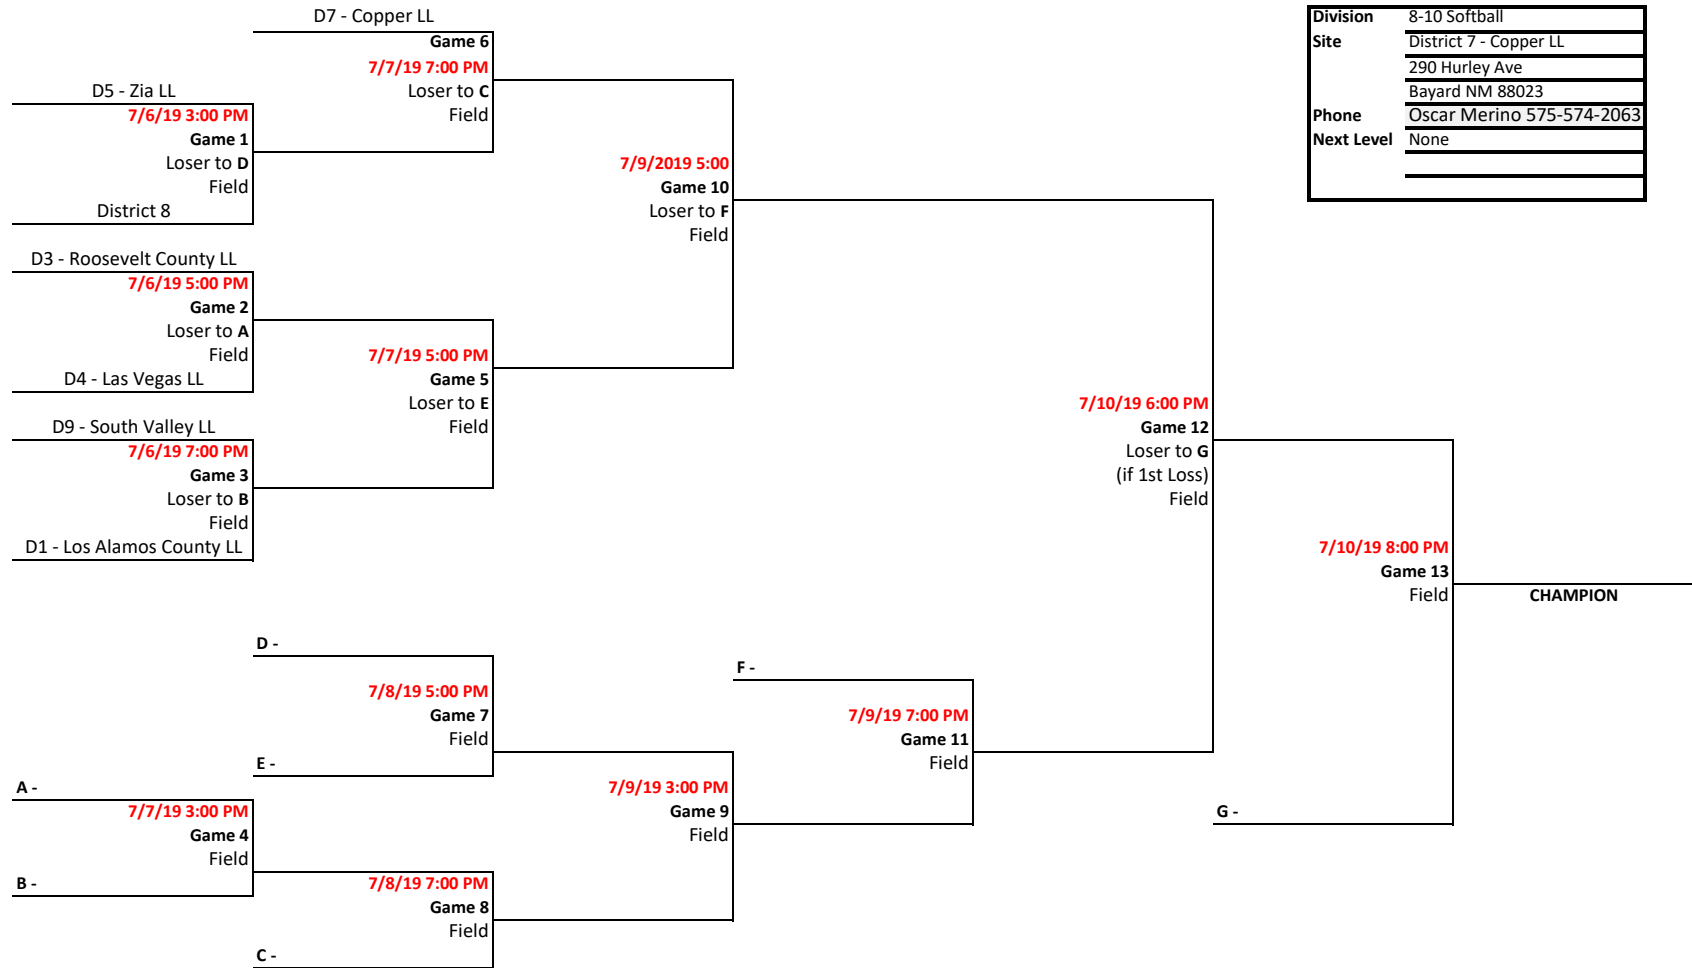 D7 - Copper LL
Game 6
7/7/19 7:00 PM
Loser to C
Field
D5 - Zia LL
7/6/19 3:00 PM
Game 1
Loser to D
Field
District 8
D3 - Roosevelt County LL
7/6/19 5:00 PM
Game 2
Loser to A
Field
D4 - Las Vegas LL
D9 - South Valley LL
7/6/19 7:00 PM
Game 3
Loser to B
Field
D1 - Los Alamos County LL
7/7/19 5:00 PM
Game 5
Loser to E
Field
7/9/2019 5:00
Game 10
Loser to F
Field
7/10/19 6:00 PM
Game 12
Loser to G
(if 1st Loss)
Field
7/10/19 8:00 PM
Game 13
Field
CHAMPION
Division 8-10 Softball
Site District 7 - Copper LL
290 Hurley Ave
Bayard NM 88023
Phone Oscar Merino 575-574-2063
Next Level None
D -
7/8/19 5:00 PM
Game 7
Field
E -
A -
7/7/19 3:00 PM
Game 4
Field
B -
7/8/19 7:00 PM
Game 8
Field
C -
7/9/19 3:00 PM
Game 9
Field
F -
7/9/19 7:00 PM
Game 11
Field
G -